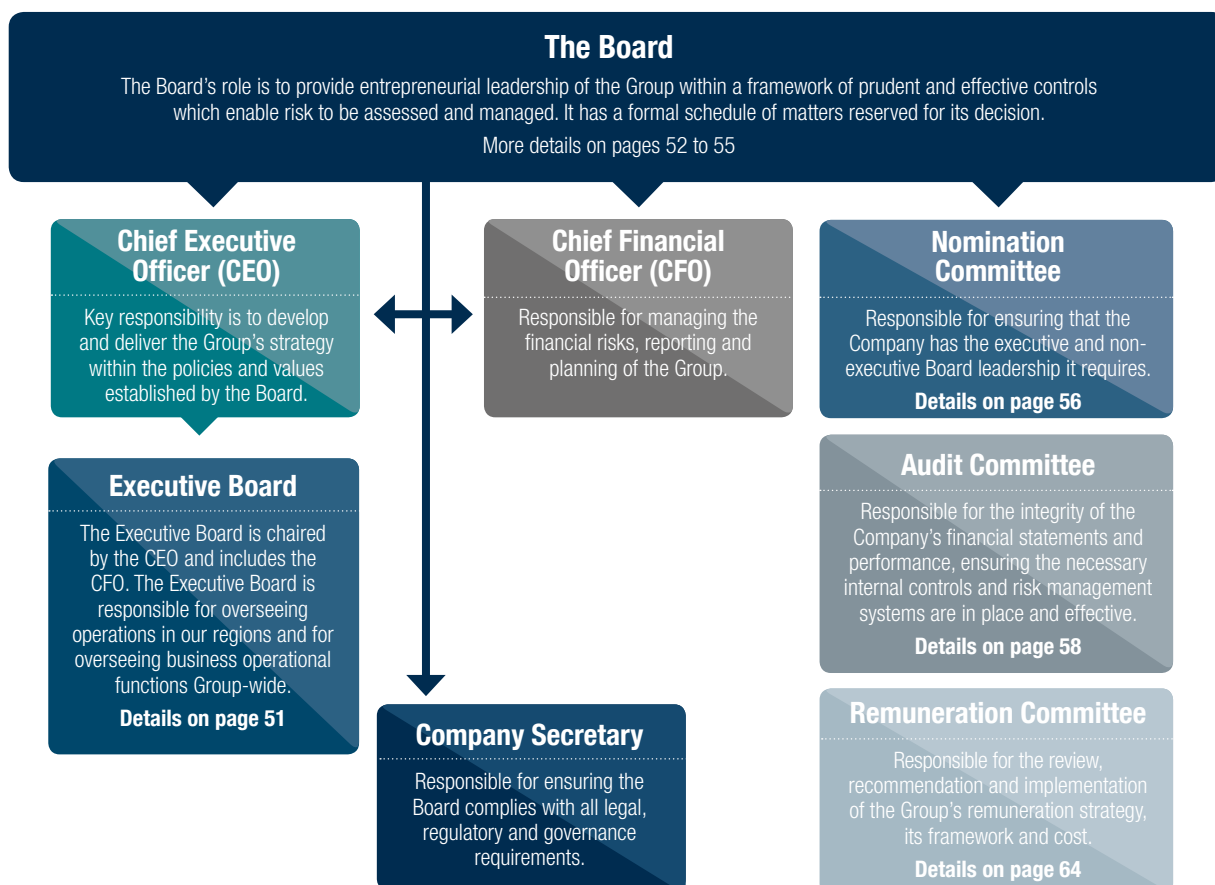 The Board
The Board's role is to provide entrepreneurial leadership of the Group within a framework of prudent and effective controls
which enable risk to be assessed and managed. It has a formal schedule of matters reserved for its decision.
More details on pages 52 to 55
Chief Executive
Officer (CEO)
Key responsibility is to develop
and deliver the Group's strategy
within the policies and values
established by the Board.
Chief Financial
Officer (CFO)
Responsible for managing the
financial risks, reporting and
planning of the Group.
Nomination
Committee
Responsible for ensuring that the
Company has the executive and non-
executive Board leadership it requires.
Details on page 56
Executive Board
The Executive Board is chaired
by the CEO and includes the
CFO. The Executive Board is
responsible for overseeing
operations in our regions and for
overseeing business operational
functions Group-wide.
Details on page 51
Audit Committee
Responsible for the integrity of the
Company's financial statements and
performance, ensuring the necessary
internal controls and risk management
systems are in place and effective.
Details on page 58
Company Secretary
Responsible for ensuring the
Board complies with all legal,
regulatory and governance
requirements.
Remuneration Committee
Responsible for the review,
recommendation and implementation
of the Group's remuneration strategy,
its framework and cost.
Details on page 64